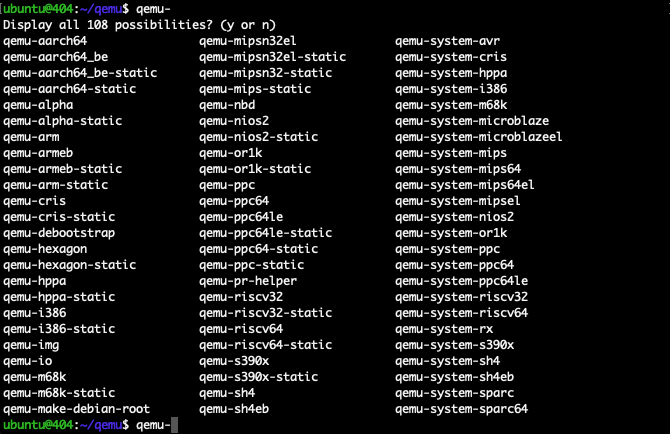 ubuntu@404:~/qemu$ qemu-
Display all 108 possibilities? (y or n)
qemu-aarch64 qemu-mipsn32el qemu-system-avr
qemu-aarch64_be qemu-mipsn32el-static qemu-system-cris
qemu-aarch64_be-static qemu-mipsn32-static qemu-system-hppa
qemu-aarch64-static qemu-mips-static qemu-system-i386
qemu-alpha qemu-nbd qemu-system-m68k
qemu-alpha-static qemu-nios2 qemu-system-microblaze
qemu-arm qemu-nios2-static qemu-system-microblazeel
qemu-armeb qemu-or1k qemu-system-mips
qemu-armeb-static qemu-or1k-static qemu-system-mips64
qemu-arm-static qemu-ppc qemu-system-mips64el
qemu-cris qemu-ppc64 qemu-system-mipsel
qemu-cris-static qemu-ppc64le qemu-system-nios2
qemu-debootstrap qemu-ppc64le-static qemu-system-or1k
qemu-hexagon qemu-ppc64-static qemu-system-ppc
qemu-hexagon-static qemu-ppc-static qemu-system-ppc64
qemu-hppa qemu-pr-helper qemu-system-ppc64le
qemu-hppa-static qemu-riscv32 qemu-system-riscv32
qemu-i386 qemu-riscv32-static qemu-system-riscv64
qemu-i386-static qemu-riscv64 qemu-system-rx
qemu-img qemu-riscv64-static qemu-system-s390x
qemu-io qemu-s390x qemu-system-sh4
qemu-m68k qemu-s390x-static qemu-system-sh4eb
qemu-m68k-static qemu-sh4 qemu-system-sparc
qemu-make-debian-root qemu-sh4eb qemu-system-sparc64
ubuntu@404:~/qemu$ qemu-